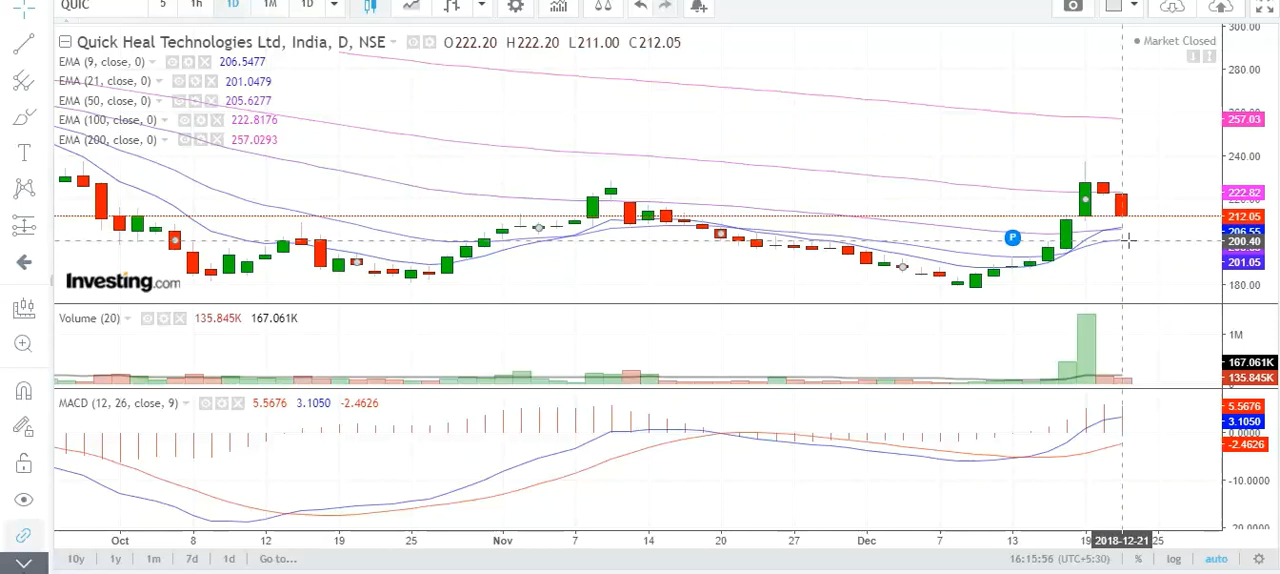 QUIC 5 1h 1D 1M 1D
Quick Heal Technologies Ltd, India, D, NSE O222.20 H222.20 L211.00 C212.05
Market Closed
EMA (9, close, 0) 206.5477
EMA (21, close, 0) 201.0479
EMA (50, close, 0) 205.6277
EMA (100, close, 0) 222.8176
EMA (200, close, 0) 257.0293
300.00
280.00
257.03
240.00
222.82
212.05
206.55
200.40
201.05
180.00
P
Investing.com
Volume (20) 135.845K 167.061K
1M
167.061K
135.845K
MACD (12, 26, close, 9) 5.5676 3.1050 -2.4626
5.5676
3.1050
0.0000
-2.4626
-10.0000
-20.0000
Oct 8 12 19 25 Nov 7 14 20 27 Dec 7 13 19 2018-12-21 25
10y 1y 1m 7d 1d Go to... 16:15:56 (UTC+5:30) % log auto